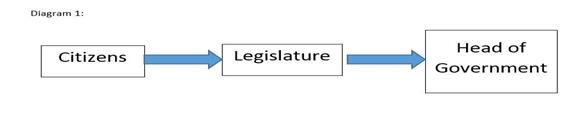 Diagram 1:
Citizens
Legislature
Head of
Government